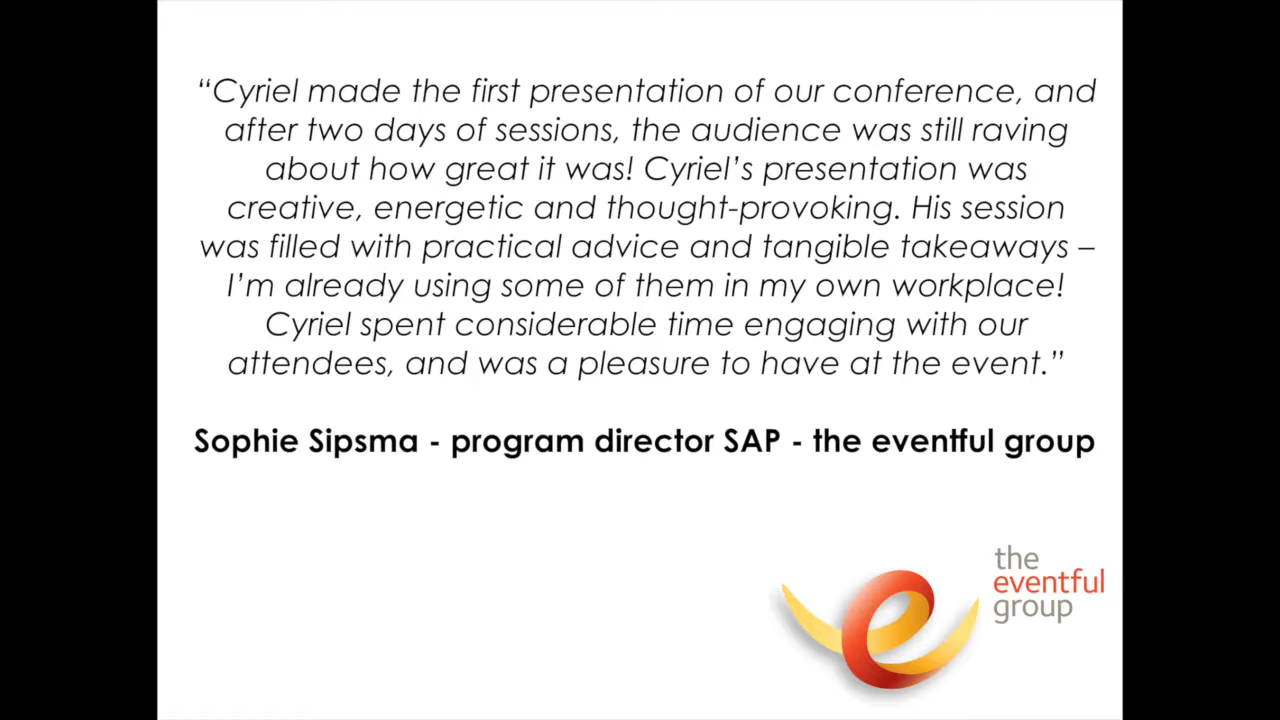 “Cyriel made the first presentation of our conference, and
after two days of sessions, the audience was still raving
about how great it was! Cyriel’s presentation was
creative, energetic and thought-provoking. His session
was filled with practical advice and tangible takeaways –
I’m already using some of them in my own workplace!
Cyriel spent considerable time engaging with our
attendees, and was a pleasure to have at the event.”
Sophie Sipsma - program director SAP - the eventful group
the
eventful
group